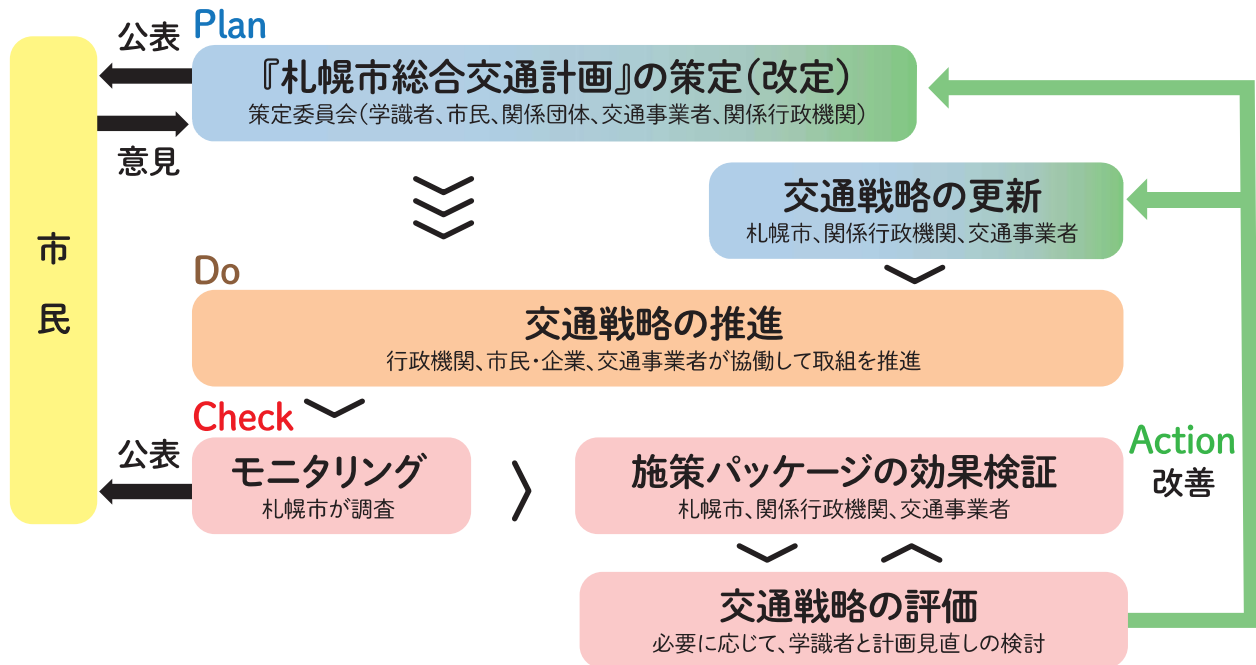 公表
Plan
『札幌市総合交通計画』の策定(改定)
策定委員会(学識者、市民、関係団体、交通事業者、関係行政機関)
意見
市民
交通戦略の更新
札幌市、関係行政機関、交通事業者
Do
交通戦略の推進
行政機関、市民・企業、交通事業者が協働して取組を推進
Check
公表
モニタリング
札幌市が調査
施策パッケージの効果検証
札幌市、関係行政機関、交通事業者
Action
改善
交通戦略の評価
必要に応じて、学識者と計画見直しの検討